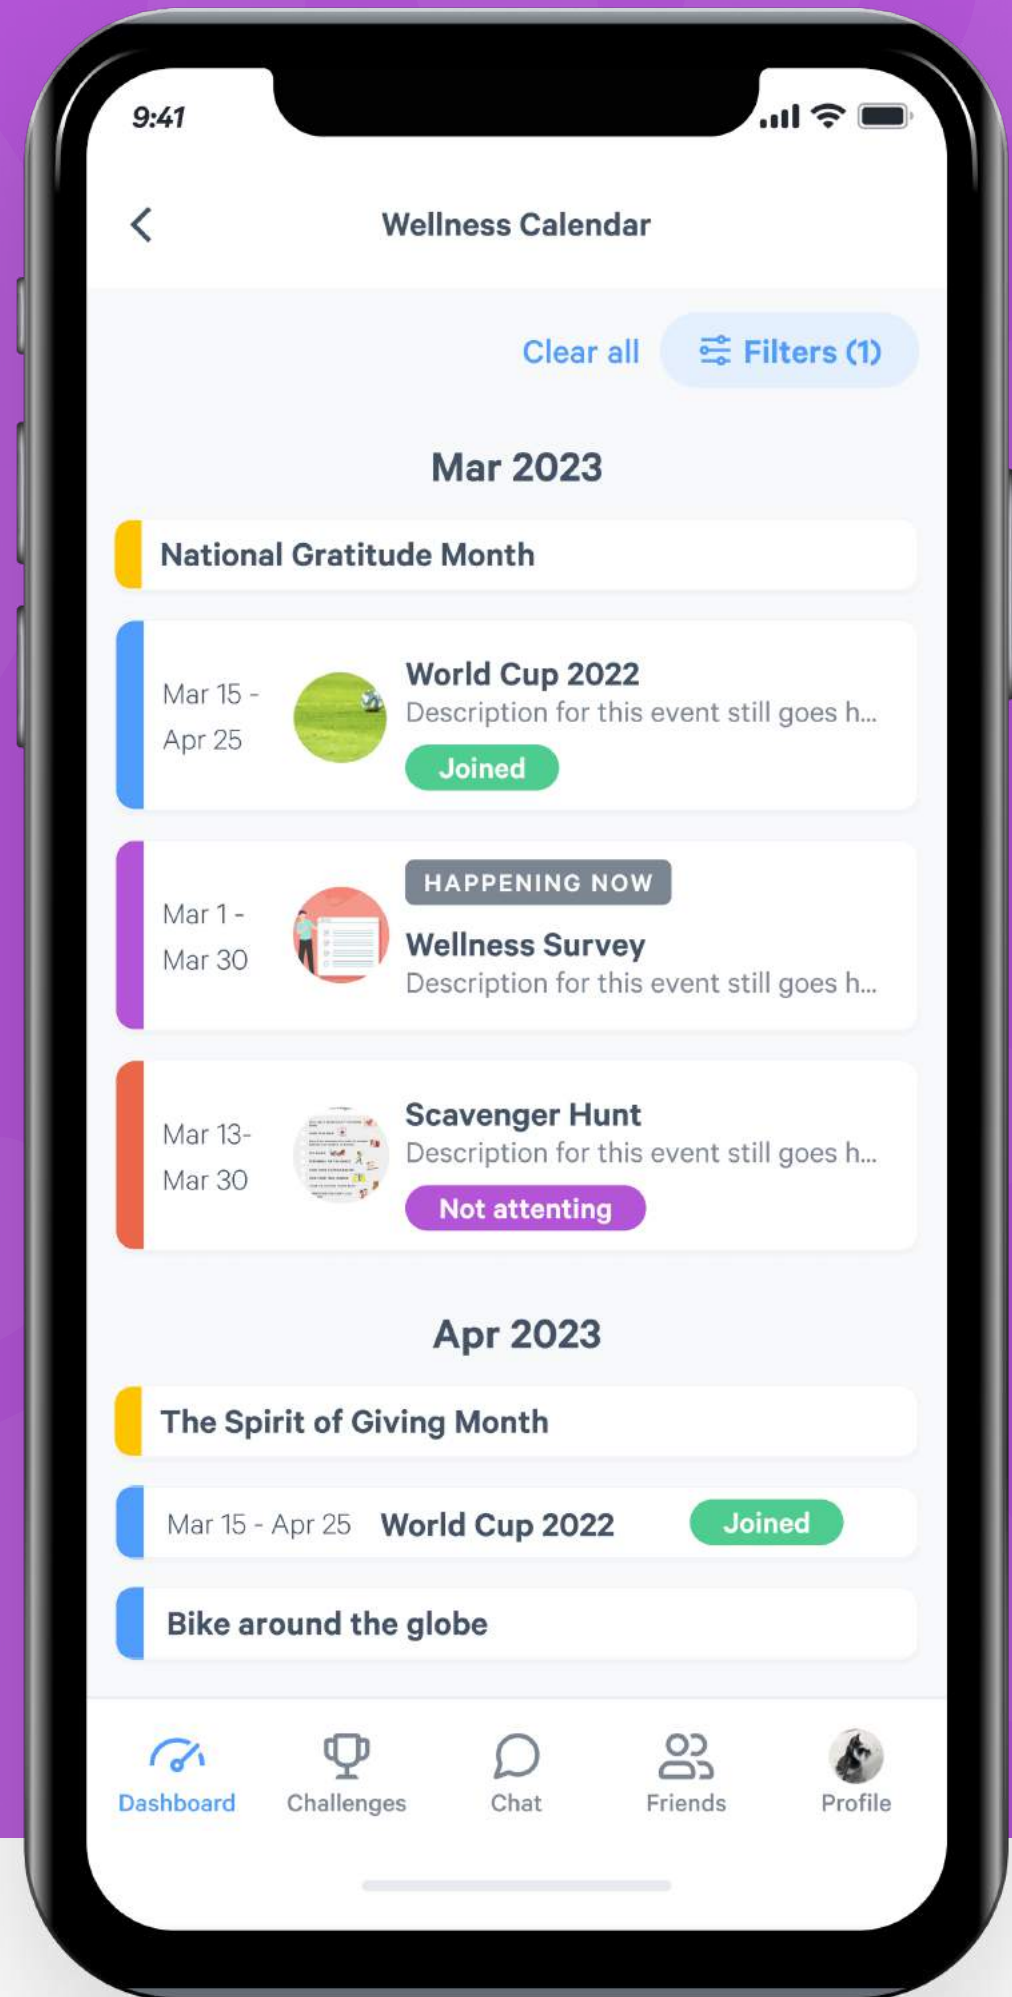 9:41
Wellness Calendar
Clear all
Filters (1)
Mar 2023
National Gratitude Month
Mar 15 -
Apr 25
World Cup 2022
Description for this event still goes h...
Joined
Mar 1 -
Mar 30
HAPPENING NOW
Wellness Survey
Description for this event still goes h...
Mar 13-
Mar 30
Scavenger Hunt
Description for this event still goes h...
Not attenting
Apr 2023
The Spirit of Giving Month
Mar 15 - Apr 25 World Cup 2022 Joined
Bike around the globe
Dashboard Challenges Chat Friends Profile